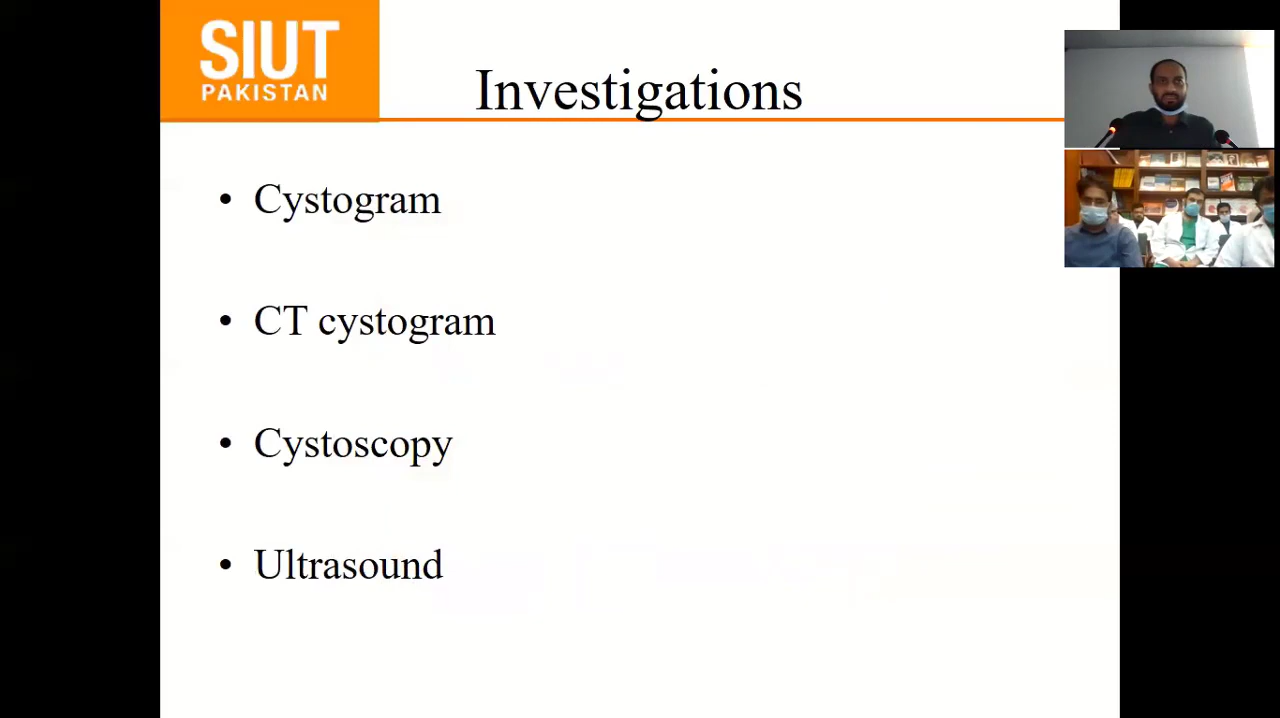 SIUT
PAKISTAN
Investigations
• Cystogram
• CT cystogram
• Cystoscopy
• Ultrasound